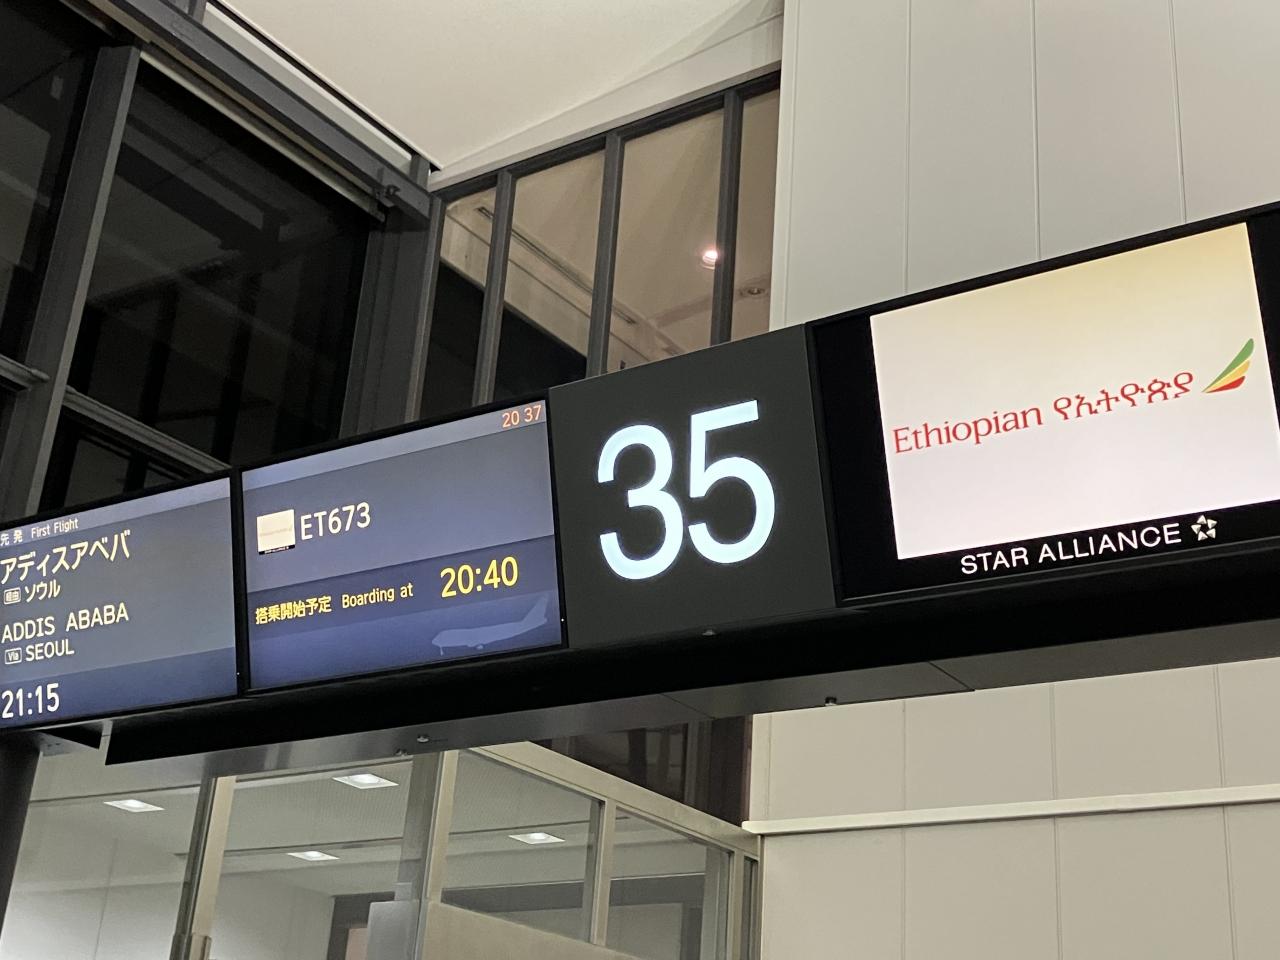 先発 First Flight
アディスアベバ
経由 ソウル
ADDIS ABABA
Via SEOUL
21:15
20 37
ET673
搭乗開始予定 Boarding at 20:40
35
Ethiopian የኢትዮጵያ
STAR ALLIANCE